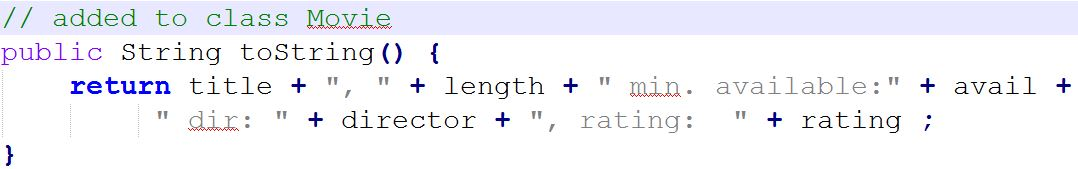 // added to class Movie
public String toString() {
return title + ", " + length + " min. available:" + avail +
" dir: " + director + ", rating:  " + rating ;
}